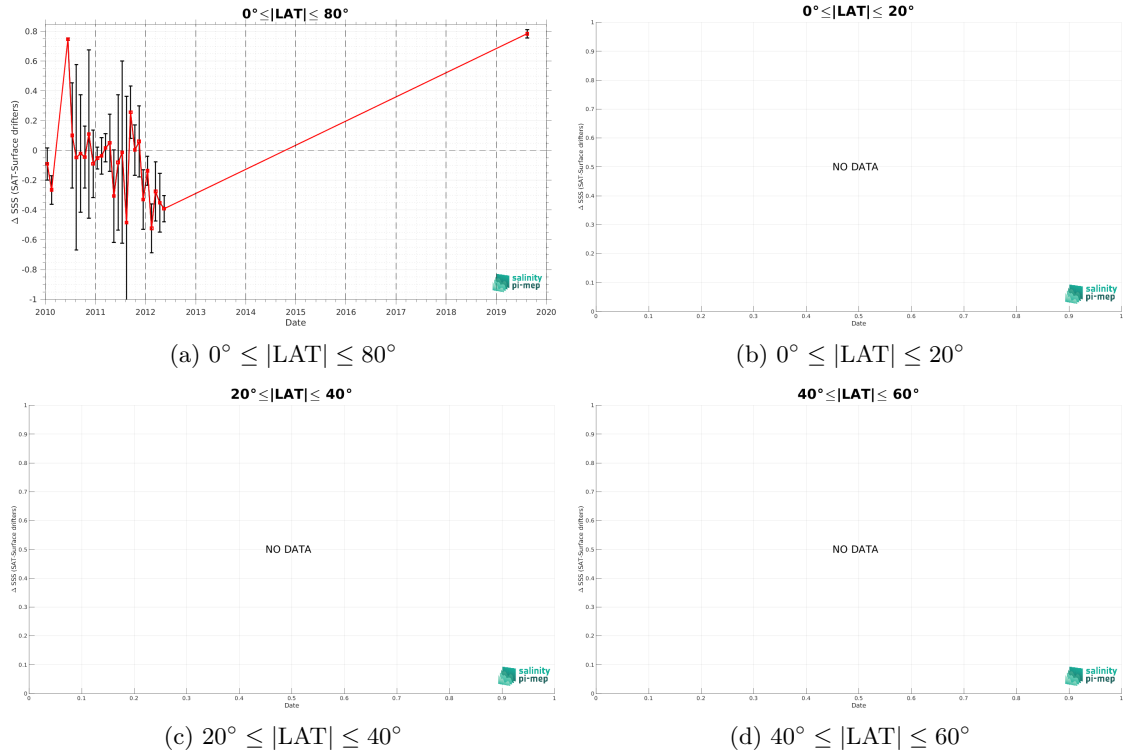 0°≤|LAT|≤ 80°
Δ SSS (SAT-Surface drifters)
0.8
0.6
0.4
0.2
0
-0.2
-0.4
-0.6
-0.8
-1
2010 2011 2012 2013 2014 2015 2016 2017 2018 2019 2020
Date
salinity
pi-mep
(a) 0° ≤ |LAT| ≤ 80°
0°≤|LAT|≤ 20°
Δ SSS (SAT-Surface drifters)
1
0.9
0.8
0.7
0.6
0.5
0.4
0.3
0.2
0.1
0
NO DATA
0 0.1 0.2 0.3 0.4 0.5 0.6 0.7 0.8 0.9 1
Date
salinity
pi-mep
(b) 0° ≤ |LAT| ≤ 20°
20°≤|LAT|≤ 40°
Δ SSS (SAT-Surface drifters)
1
0.9
0.8
0.7
0.6
0.5
0.4
0.3
0.2
0.1
0
NO DATA
0 0.1 0.2 0.3 0.4 0.5 0.6 0.7 0.8 0.9 1
Date
salinity
pi-mep
(c) 20° ≤ |LAT| ≤ 40°
40°≤|LAT|≤ 60°
Δ SSS (SAT-Surface drifters)
1
0.9
0.8
0.7
0.6
0.5
0.4
0.3
0.2
0.1
0
NO DATA
0 0.1 0.2 0.3 0.4 0.5 0.6 0.7 0.8 0.9 1
Date
salinity
pi-mep
(d) 40° ≤ |LAT| ≤ 60°